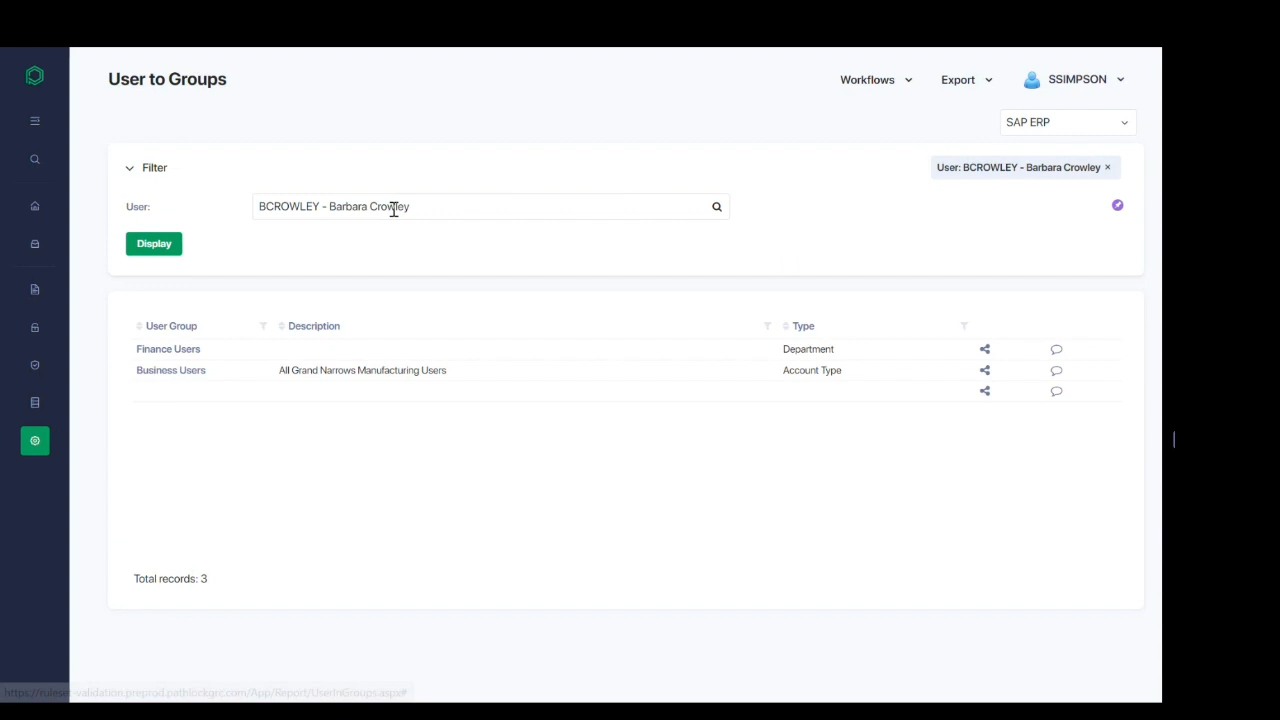 User to Groups
Workflows Export SSIMPSON
SAP ERP
Filter User: BCROWLEY - Barbara Crowley ×
User: BCROWLEY - Barbara Crowley
Display
User Group Description Type
Finance Users Department
Business Users All Grand Narrows Manufacturing Users Account Type
Total records: 3
https://ruleset-validation.preprod.pathlockgrc.com/App/Report/UserInGroups.aspx#